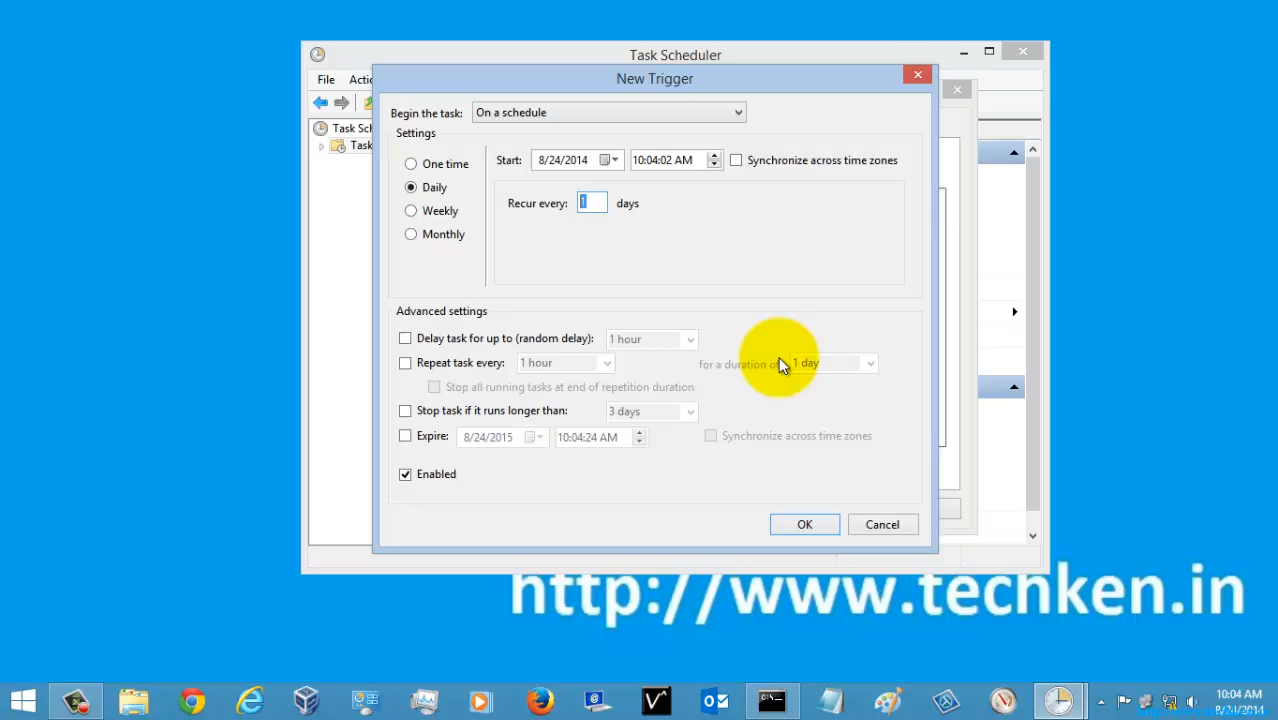 Task Scheduler
File
New Trigger
Begin the task: On a schedule
Task
Settings
One time
Daily
Weekly
Monthly
Start: 8/24/2014 10:04:02 AM Synchronize across time zones
Recur every: 1 days
Advanced settings
Delay task for up to (random delay): 1 hour
Repeat task every: 1 hour for a duration 1 day
Stop all running tasks at end of repetition duration
Stop task if it runs longer than: 3 days
Expire: 8/24/2015 10:04:24 AM Synchronize across time zones
Enabled
OK Cancel
http://www.techken.in
10:04 AM
8/24/2014